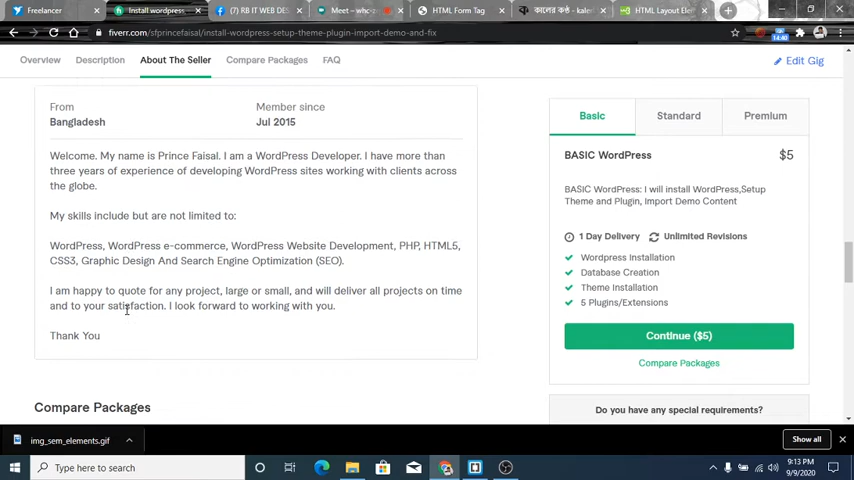 Freelancer
Install wordpress
(7) RB IT WEB DES
Meet – whc-z
HTML Form Tag
কালের কণ্ঠ - kale
HTML Layout Ele
fiverr.com/sfprincefaisal/install-wordpress-setup-theme-plugin-import-demo-and-fix
14:40
Overview
Description
About The Seller
Compare Packages
FAQ
Edit Gig
From
Bangladesh
Member since
Jul 2015
Welcome. My name is Prince Faisal. I am a WordPress Developer. I have more than
three years of experience of developing WordPress sites working with clients across
the globe.
My skills include but are not limited to:
WordPress, WordPress e-commerce, WordPress Website Development, PHP, HTML5,
CSS3, Graphic Design And Search Engine Optimization (SEO).
I am happy to quote for any project, large or small, and will deliver all projects on time
and to your satisfaction. I look forward to working with you.
Thank You
Compare Packages
Basic
Standard
Premium
BASIC WordPress
$5
BASIC WordPress: I will install WordPress,Setup
Theme and Plugin, Import Demo Content
1 Day Delivery
Unlimited Revisions
Wordpress Installation
Database Creation
Theme Installation
5 Plugins/Extensions
Continue ($5)
Compare Packages
Do you have any special requirements?
img_sem_elements.gif
Show all
Type here to search
9:13 PM
9/9/2020